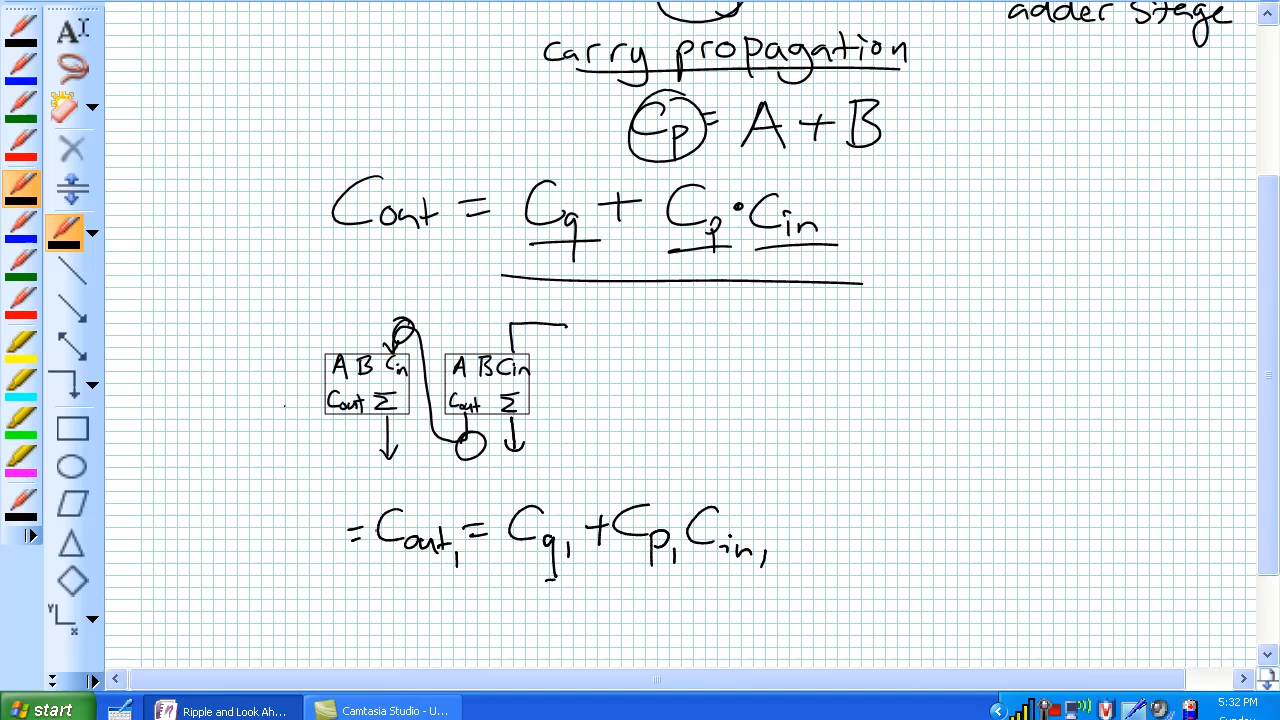 adder stage
carry propagation
Cp = A + B
Cout = Cg + Cp · Cin
A B Cin A B Cin
Cout Σ Cout Σ
= Cout1 = Cg1 + Cp1 Cin1
start Ripple and Look Ah... Camtasia Studio - U... 5:32 PM
Sunday